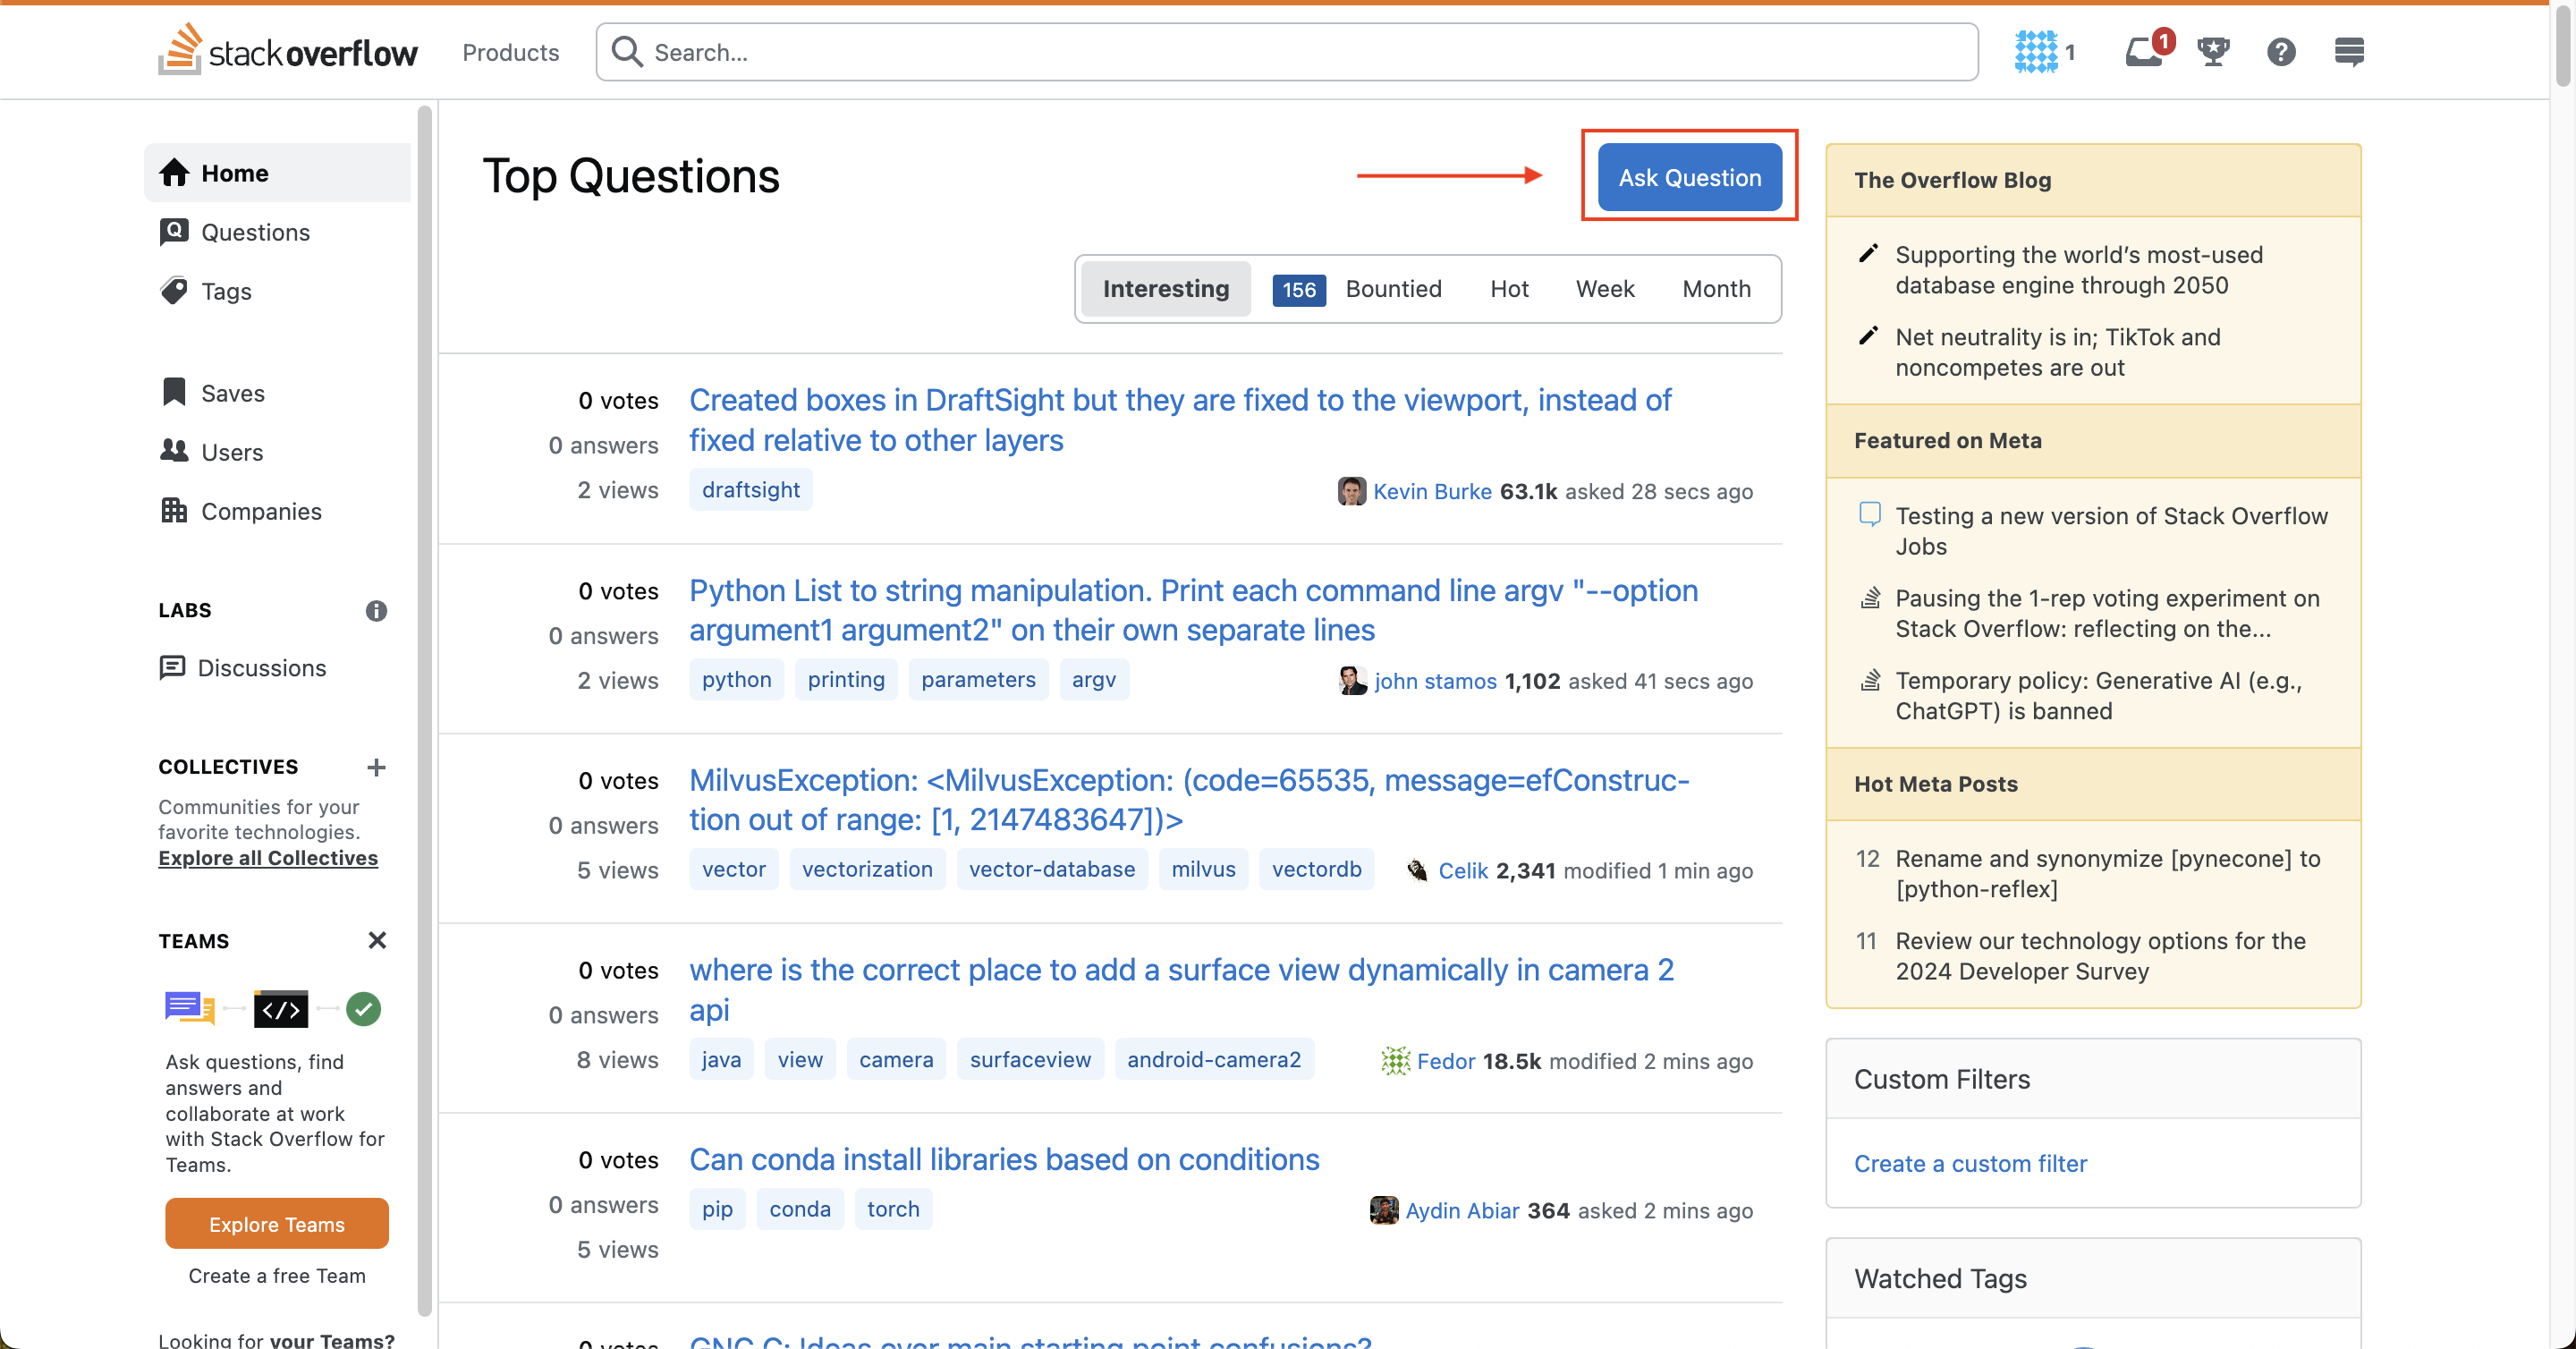 stackoverflow
Products
Search...
1
1
Home
Questions
Tags
Saves
Users
Companies
LABS
Discussions
COLLECTIVES
Communities for your
favorite technologies.
Explore all Collectives
TEAMS
</>
Ask questions, find
answers and
collaborate at work
with Stack Overflow for
Teams.
Explore Teams
Create a free Team
Looking for your Teams?
Top Questions
Ask Question
Interesting
156 Bountied
Hot
Week
Month
0 votes
0 answers
2 views
Created boxes in DraftSight but they are fixed to the viewport, instead of
fixed relative to other layers
draftsight
Kevin Burke 63.1k asked 28 secs ago
0 votes
0 answers
2 views
Python List to string manipulation. Print each command line argv "--option
argument1 argument2" on their own separate lines
python printing parameters argv
john stamos 1,102 asked 41 secs ago
0 votes
0 answers
5 views
MilvusException: <MilvusException: (code=65535, message=efConstruc-
tion out of range: [1, 2147483647])>
vector vectorization vector-database milvus vectordb
Celik 2,341 modified 1 min ago
0 votes
0 answers
8 views
where is the correct place to add a surface view dynamically in camera 2
api
java view camera surfaceview android-camera2
Fedor 18.5k modified 2 mins ago
0 votes
0 answers
5 views
Can conda install libraries based on conditions
pip conda torch
Aydin Abiar 364 asked 2 mins ago
0 votes
GNC C: Ideas over main starting point confusions?
The Overflow Blog
Supporting the world’s most-used
database engine through 2050
Net neutrality is in; TikTok and
noncompetes are out
Featured on Meta
Testing a new version of Stack Overflow
Jobs
Pausing the 1-rep voting experiment on
Stack Overflow: reflecting on the...
Temporary policy: Generative AI (e.g.,
ChatGPT) is banned
Hot Meta Posts
12 Rename and synonymize [pynecone] to
[python-reflex]
11 Review our technology options for the
2024 Developer Survey
Custom Filters
Create a custom filter
Watched Tags